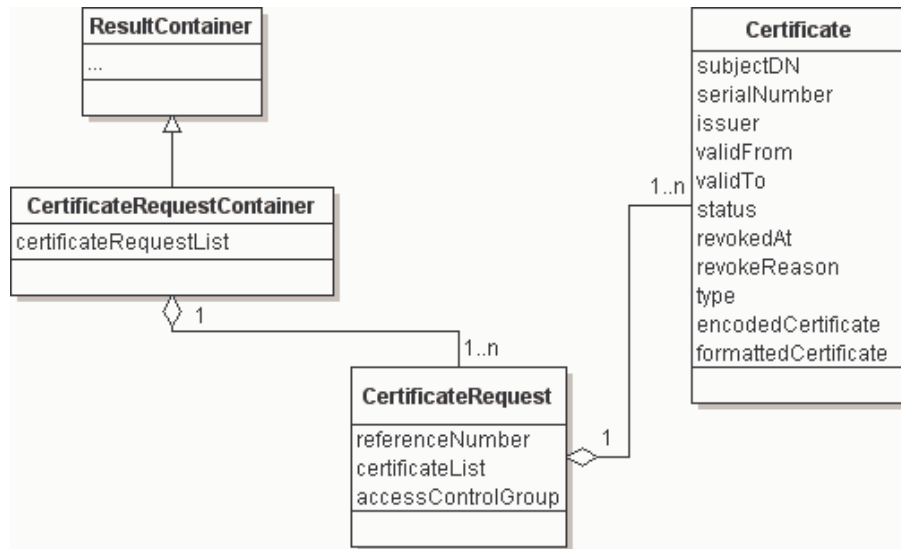 ResultContainer
...
CertificateRequestContainer
certificateRequestList
1
1..n
CertificateRequest
referenceNumber
certificateList
accessControlGroup
1
1..n
Certificate
subjectDN
serialNumber
issuer
validFrom
validTo
status
revokedAt
revokeReason
type
encodedCertificate
formattedCertificate